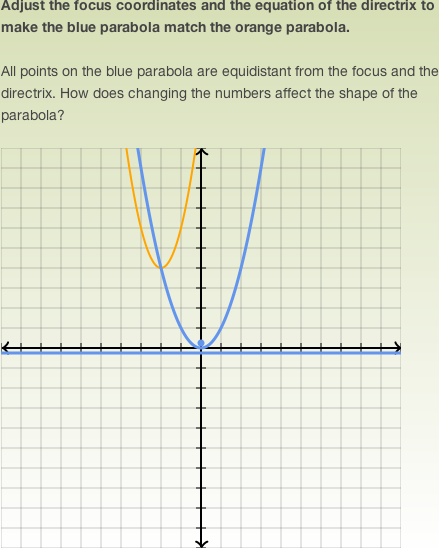 Adjust the focus coordinates and the equation of the directrix to
make the blue parabola match the orange parabola.
All points on the blue parabola are equidistant from the focus and the
directrix. How does changing the numbers affect the shape of the
parabola?